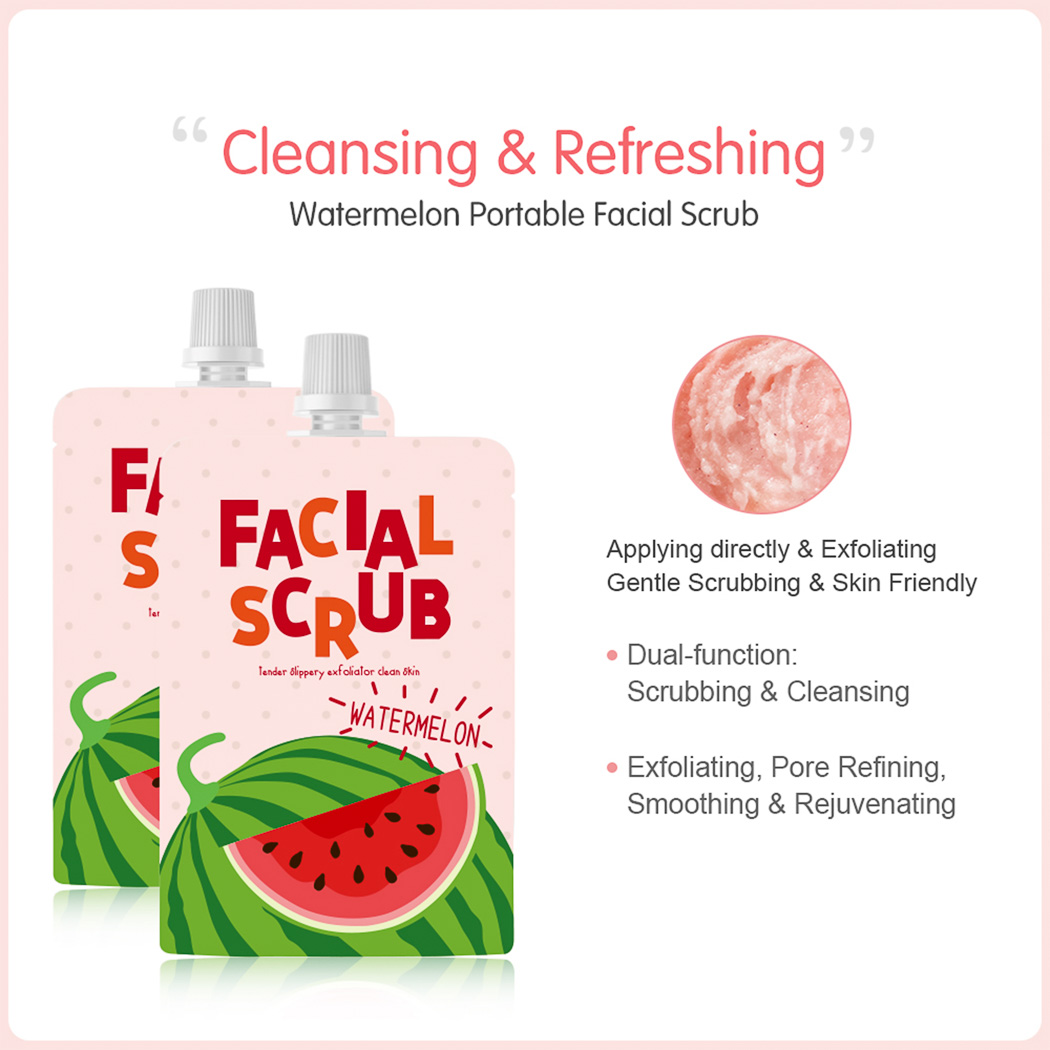 “ Cleansing & Refreshing ”
Watermelon Portable Facial Scrub
FA
S
Ter
FACIAL
SCRUB
Tender Slippery exfoliator clean Skin
WATERMELON
Applying directly & Exfoliating
Gentle Scrubbing & Skin Friendly
• Dual-function:
Scrubbing & Cleansing
• Exfoliating, Pore Refining,
Smoothing & Rejuvenating